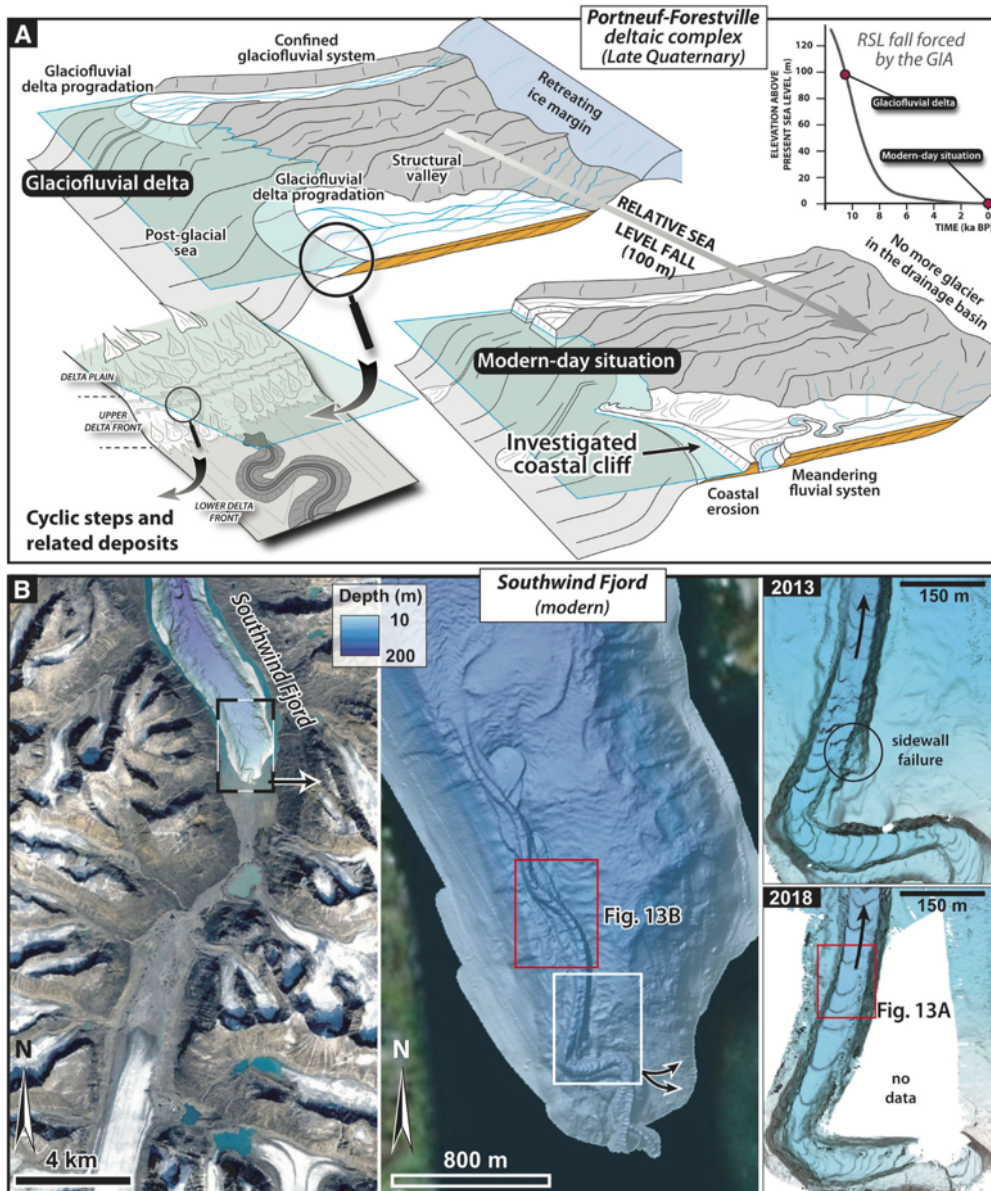 A
Portneuf-Forestville
deltaic complex
(Late Quaternary)
Confined
glaciofluvial system
Glaciofluvial
delta progradation
Retreating
ice margin
Structural
valley
Glaciofluvial delta
Glaciofluvial
delta progradation
Post-glacial
sea
RELATIVE SEA
LEVEL FALL
(100 m)
RSL fall forced
by the GIA
ELEVATION ABOVE
PRESENT SEA LEVEL (m)
120
100
80
60
40
20
0
Glaciofluvial delta
Modern-day situation
10 8 6 4 2 0
TIME (ka BP)
No more glacier
in the drainage basin
DELTA PLAIN
UPPER
DELTA FRONT
LOWER DELTA
FRONT
Cyclic steps and
related deposits
Modern-day situation
Investigated
coastal cliff
Coastal
erosion
Meandering
fluvial systen
B
Southwind Fjord
(modern)
Southwind Fjord
Depth (m)
10
200
N
4 km
Fig. 13B
N
800 m
2013
150 m
sidewall
failure
2018
150 m
Fig. 13A
no
data